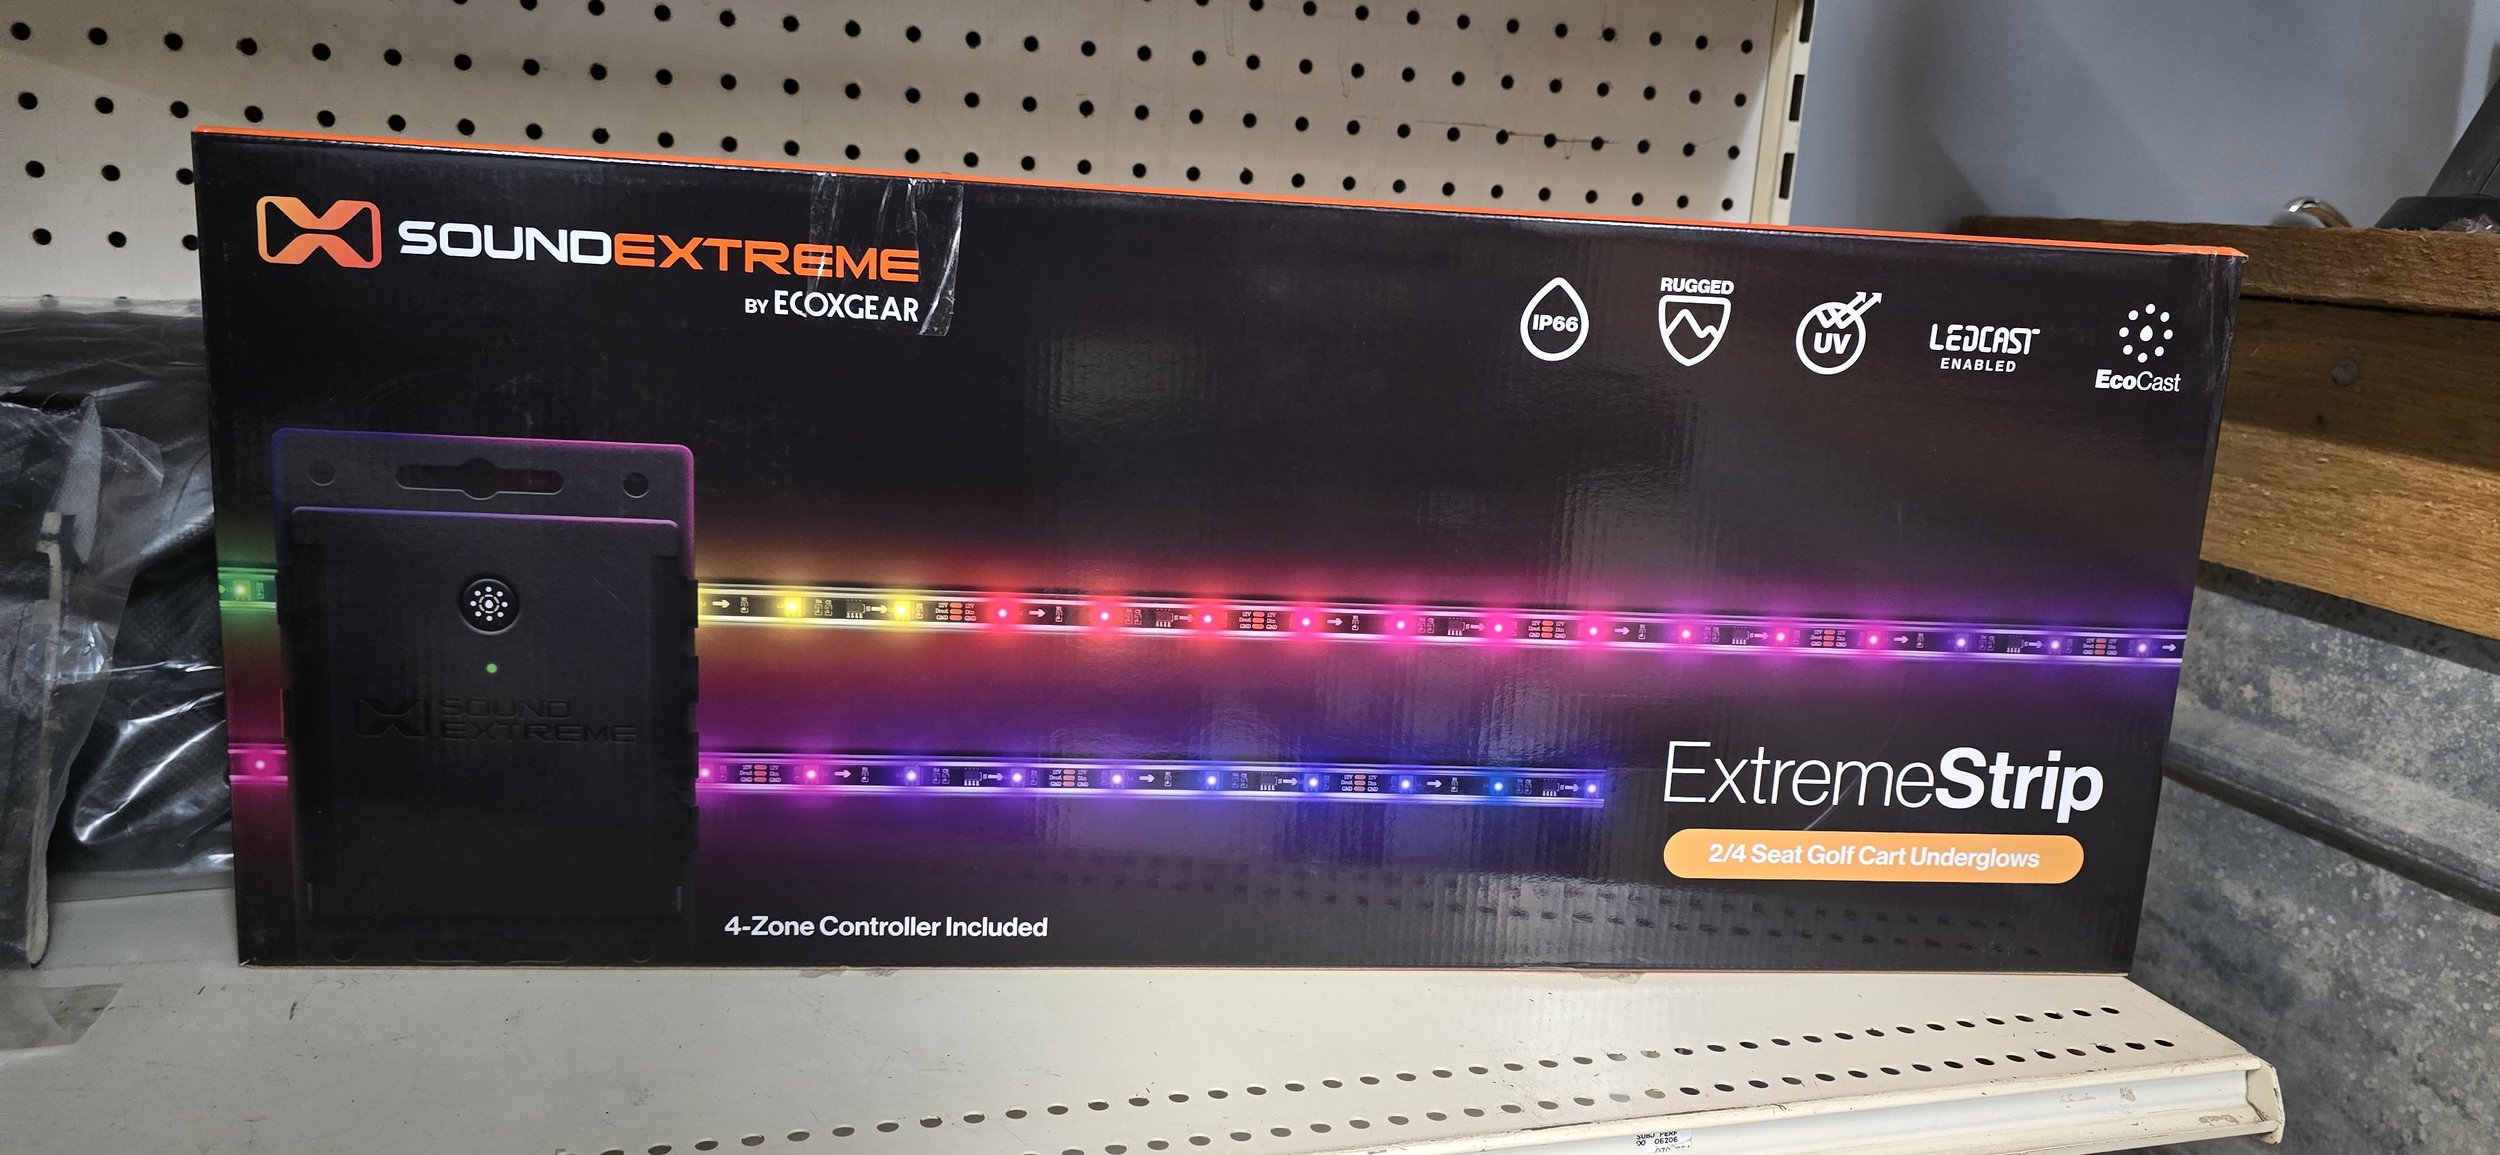 SOUNDEXTREME
BY ECOXGEAR
IP66
RUGGED
UV
LEDCAST
ENABLED
EcoCast
SOUND
EXTREME
ExtremeStrip
2/4 Seat Golf Cart Underglows
4-Zone Controller Included
06206